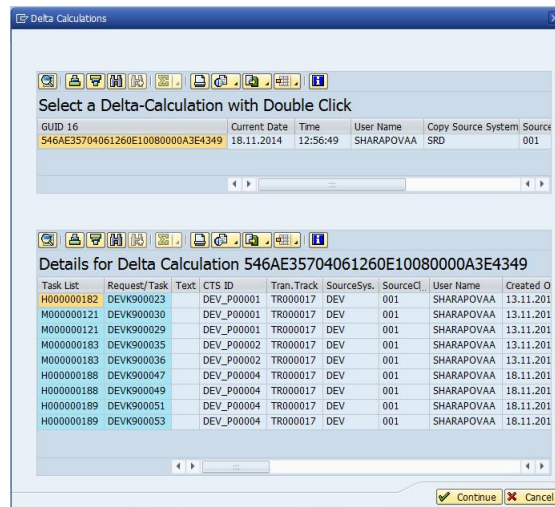 Delta Calculations
Select a Delta-Calculation with Double Click
GUID 16 Current Date Time User Name Copy Source System Source
546AE35704061260E10080000A3E4349 18.11.2014 12:56:49 SHARAPOVAA SRD 001
Details for Delta Calculation 546AE35704061260E10080000A3E4349
Task List Request/Task Text CTS ID Tran.Track SourceSys. SourceCl... User Name Created O
H000000182 DEVK900023 DEV_P00001 TR000017 DEV 001 SHARAPOVAA 13.11.201
M000000121 DEVK900030 DEV_P00001 TR000017 DEV 001 SHARAPOVAA 13.11.201
M000000121 DEVK900029 DEV_P00001 TR000017 DEV 001 SHARAPOVAA 13.11.201
M000000183 DEVK900035 DEV_P00002 TR000017 DEV 001 SHARAPOVAA 13.11.201
M000000183 DEVK900036 DEV_P00002 TR000017 DEV 001 SHARAPOVAA 13.11.201
H000000188 DEVK900047 DEV_P00004 TR000017 DEV 001 SHARAPOVAA 18.11.201
H000000188 DEVK900049 DEV_P00004 TR000017 DEV 001 SHARAPOVAA 18.11.201
H000000189 DEVK900051 DEV_P00004 TR000017 DEV 001 SHARAPOVAA 18.11.201
H000000189 DEVK900053 DEV_P00004 TR000017 DEV 001 SHARAPOVAA 18.11.201
Continue Cancel